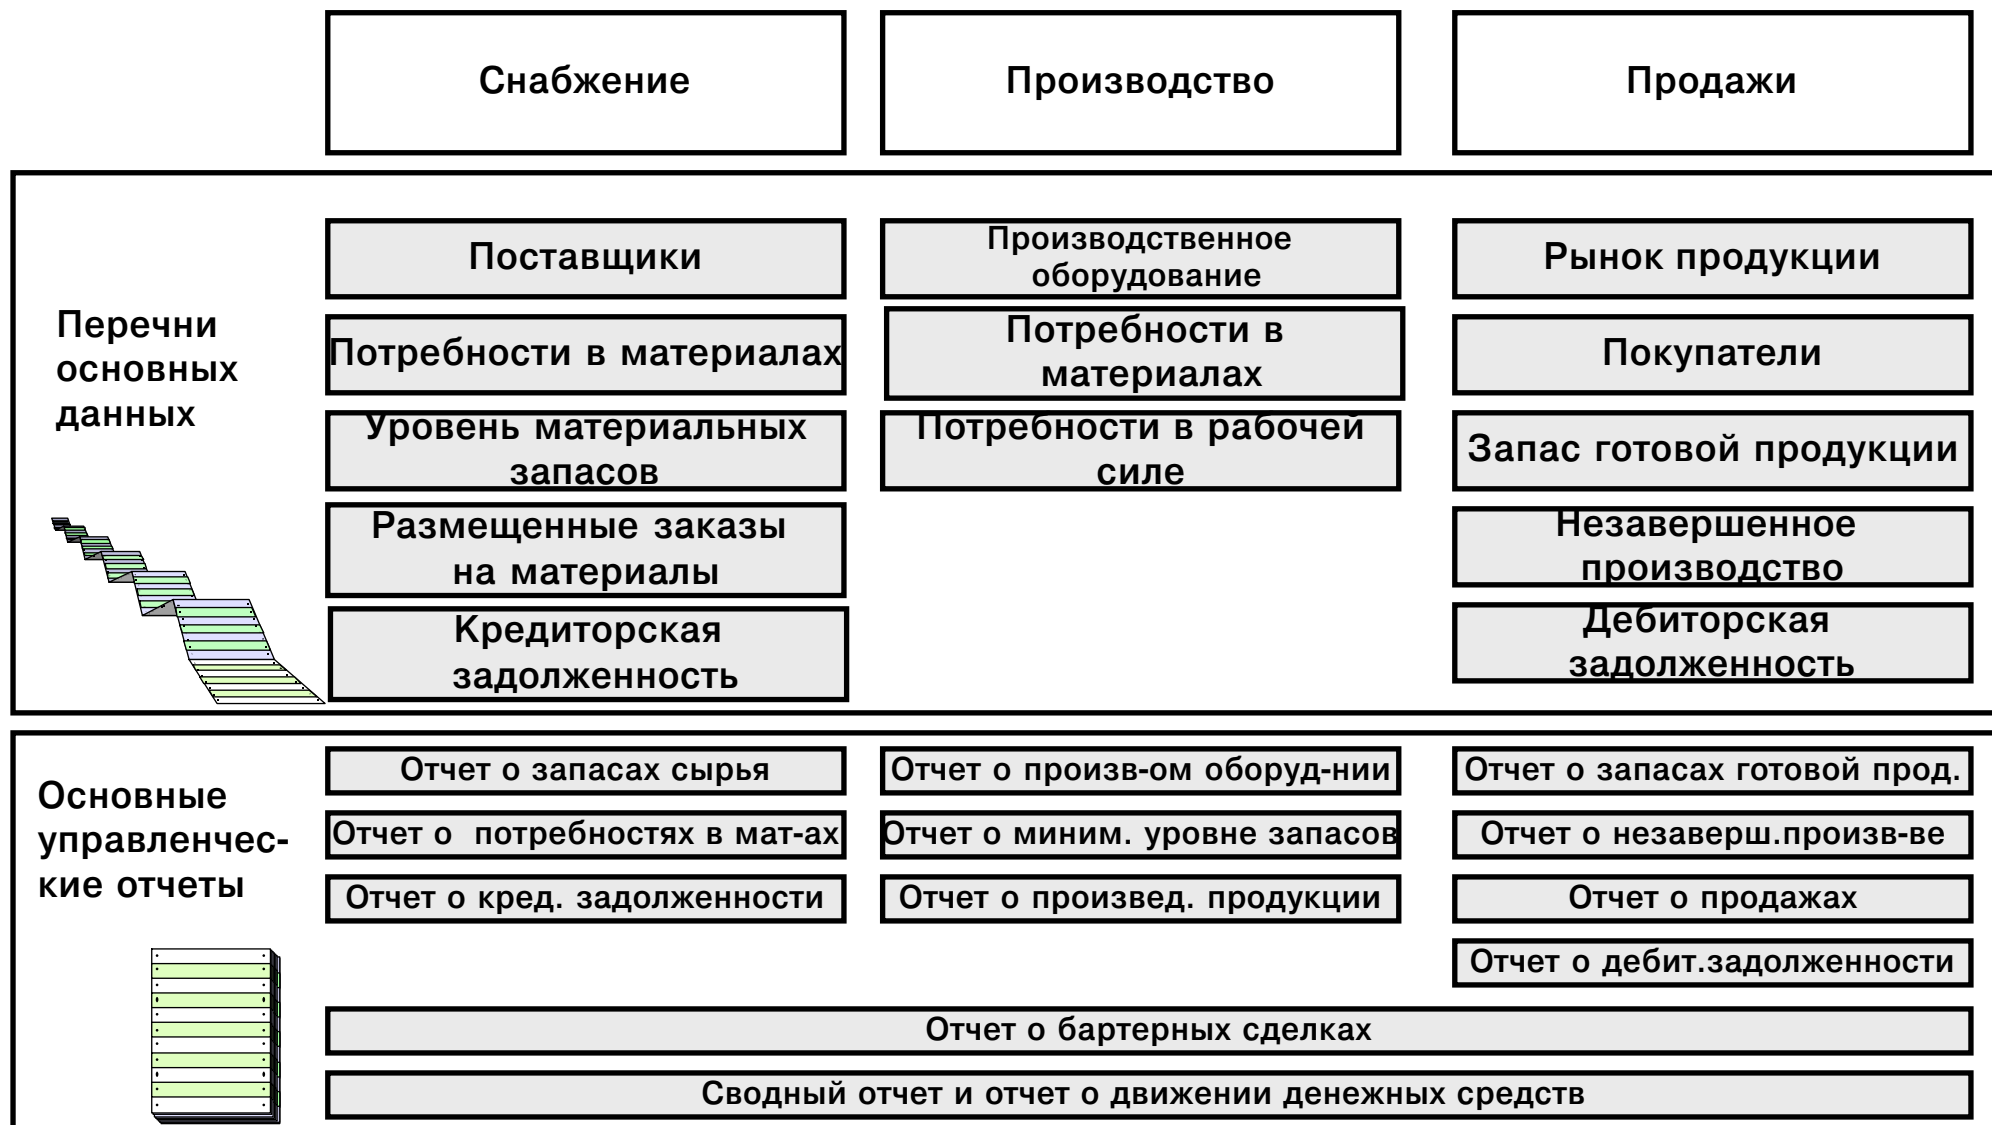 Снабжение
Производство
Продажи
Перечни
основных
данных
Поставщики
Производственное
оборудование
Рынок продукции
Потребности в материалах
Потребности в
материалах
Покупатели
Уровень материальных
запасов
Потребности в рабочей
силе
Запас готовой продукции
Размещенные заказы
на материалы
Незавершенное
производство
Кредиторская
задолженность
Дебиторская
задолженность
Основные
управленчес-
кие отчеты
Отчет о запасах сырья
Отчет о произв-ом оборуд-нии
Отчет о запасах готовой прод.
Отчет о  потребностях в мат-ах
Отчет о миним. уровне запасов
Отчет о незаверш.произв-ве
Отчет о кред. задолженности
Отчет о произвед. продукции
Отчет о продажах
Отчет о дебит.задолженности
Отчет о бартерных сделках
Сводный отчет и отчет о движении денежных средств